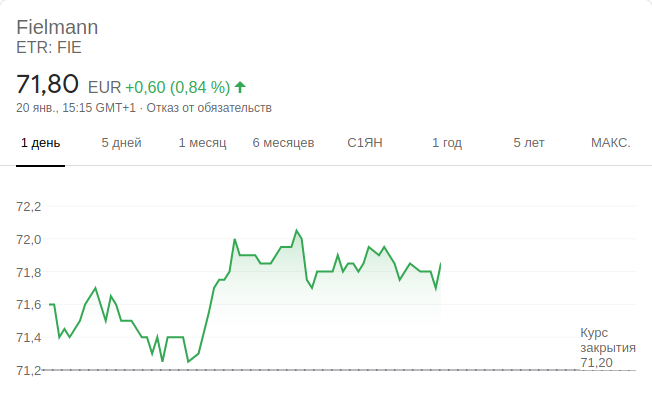 Fielmann
ETR: FIE
71,80 EUR +0,60 (0,84 %)
20 янв., 15:15 GMT+1 · Отказ от обязательств
1 день 5 дней 1 месяц 6 месяцев С1ЯН 1 год 5 лет МАКС.
72,2
72,0
71,8
71,6
71,4
71,2
Курс
закрытия
71,20